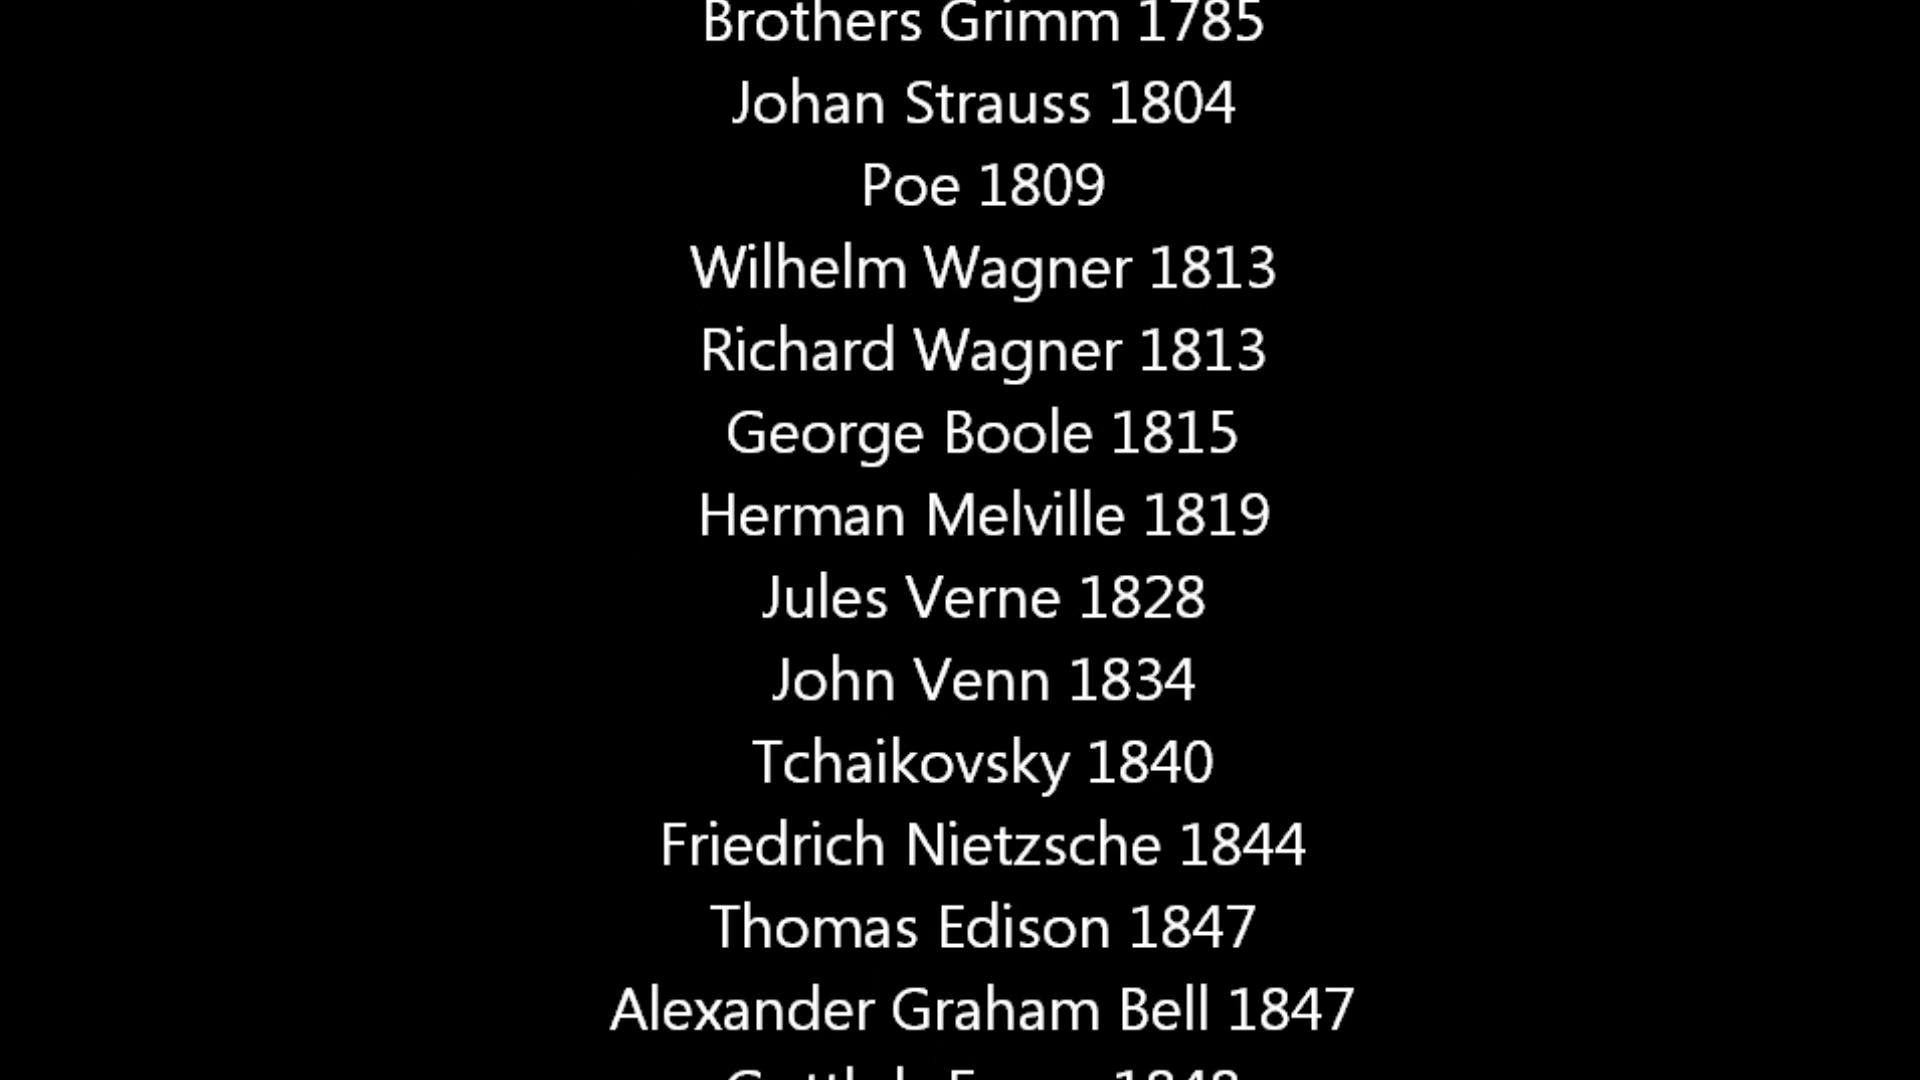 Brothers Grimm 1785
Johan Strauss 1804
Poe 1809
Wilhelm Wagner 1813
Richard Wagner 1813
George Boole 1815
Herman Melville 1819
Jules Verne 1828
John Venn 1834
Tchaikovsky 1840
Friedrich Nietzsche 1844
Thomas Edison 1847
Alexander Graham Bell 1847